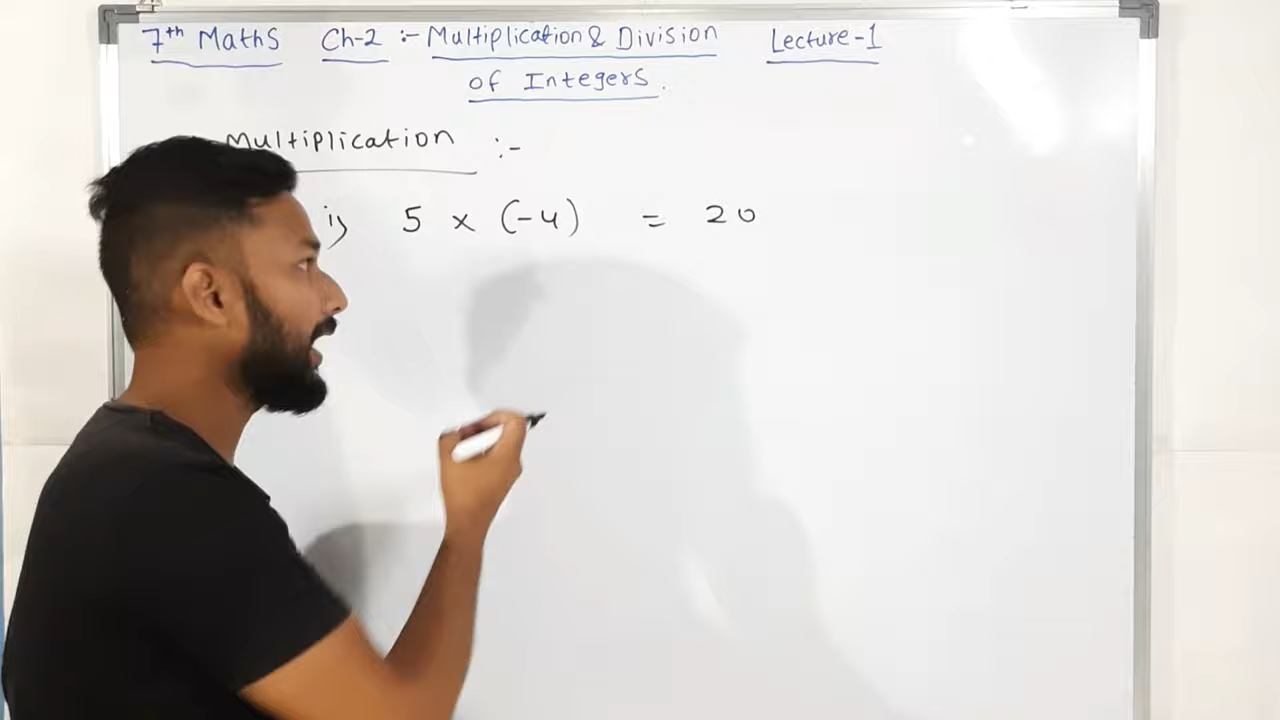 7th Maths Ch-2 :- Multiplication & Division Lecture-1
of Integers.
Multiplication :-
i) 5 × (-4) = 20